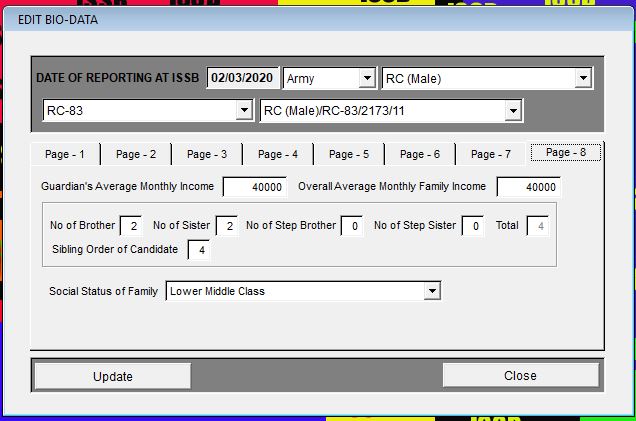 EDIT BIO-DATA
DATE OF REPORTING AT ISSB 02/03/2020 Army RC (Male)
RC-83 RC (Male)/RC-83/2173/11
Page - 1 Page - 2 Page - 3 Page - 4 Page - 5 Page - 6 Page - 7 Page - 8
Guardian's Average Monthly Income 40000 Overall Average Monthly Family Income 40000
No of Brother 2 No of Sister 2 No of Step Brother 0 No of Step Sister 0 Total 4
Sibling Order of Candidate 4
Social Status of Family Lower Middle Class
Update Close